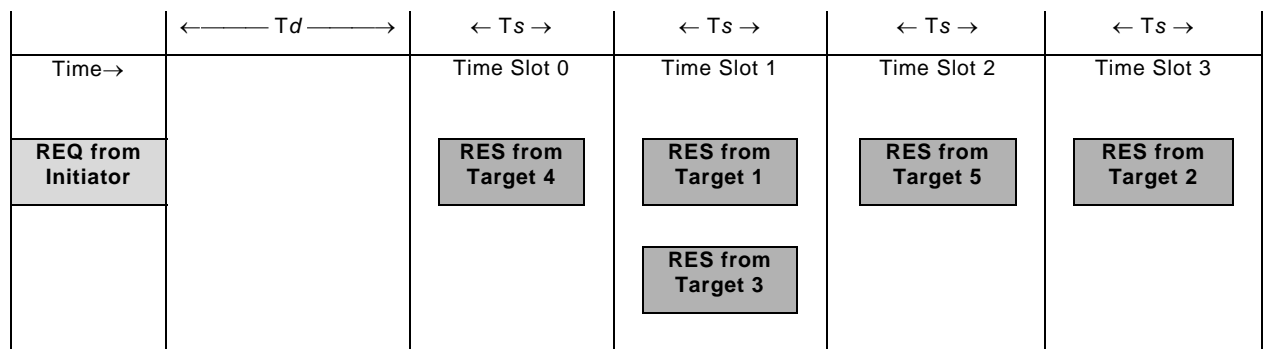 ←——— Td ———→ ← Ts → ← Ts → ← Ts → ← Ts →
Time→ Time Slot 0 Time Slot 1 Time Slot 2 Time Slot 3
REQ from
Initiator
RES from
Target 4
RES from
Target 1
RES from
Target 5
RES from
Target 2
RES from
Target 3